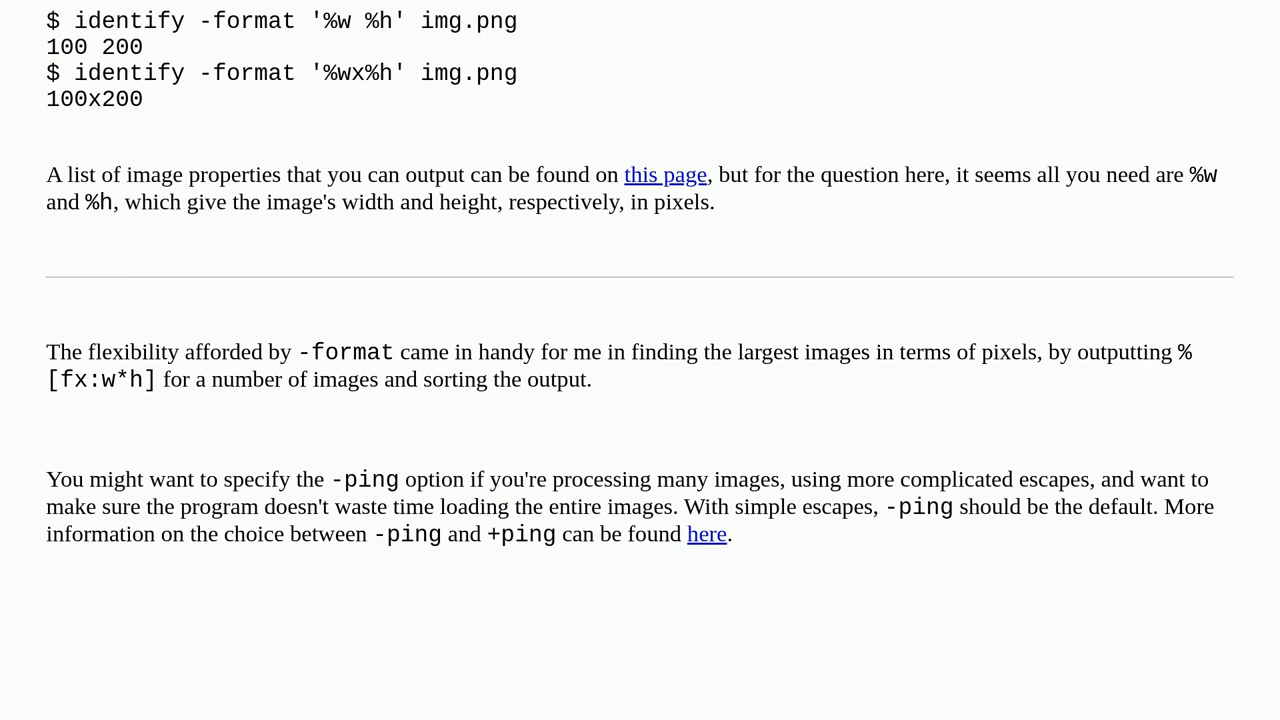 $ identify -format '%w %h' img.png
100 200
$ identify -format '%wx%h' img.png
100x200
A list of image properties that you can output can be found on this page, but for the question here, it seems all you need are %w
and %h, which give the image's width and height, respectively, in pixels.
The flexibility afforded by -format came in handy for me in finding the largest images in terms of pixels, by outputting %
[fx:w*h] for a number of images and sorting the output.
You might want to specify the -ping option if you're processing many images, using more complicated escapes, and want to
make sure the program doesn't waste time loading the entire images. With simple escapes, -ping should be the default. More
information on the choice between -ping and +ping can be found here.